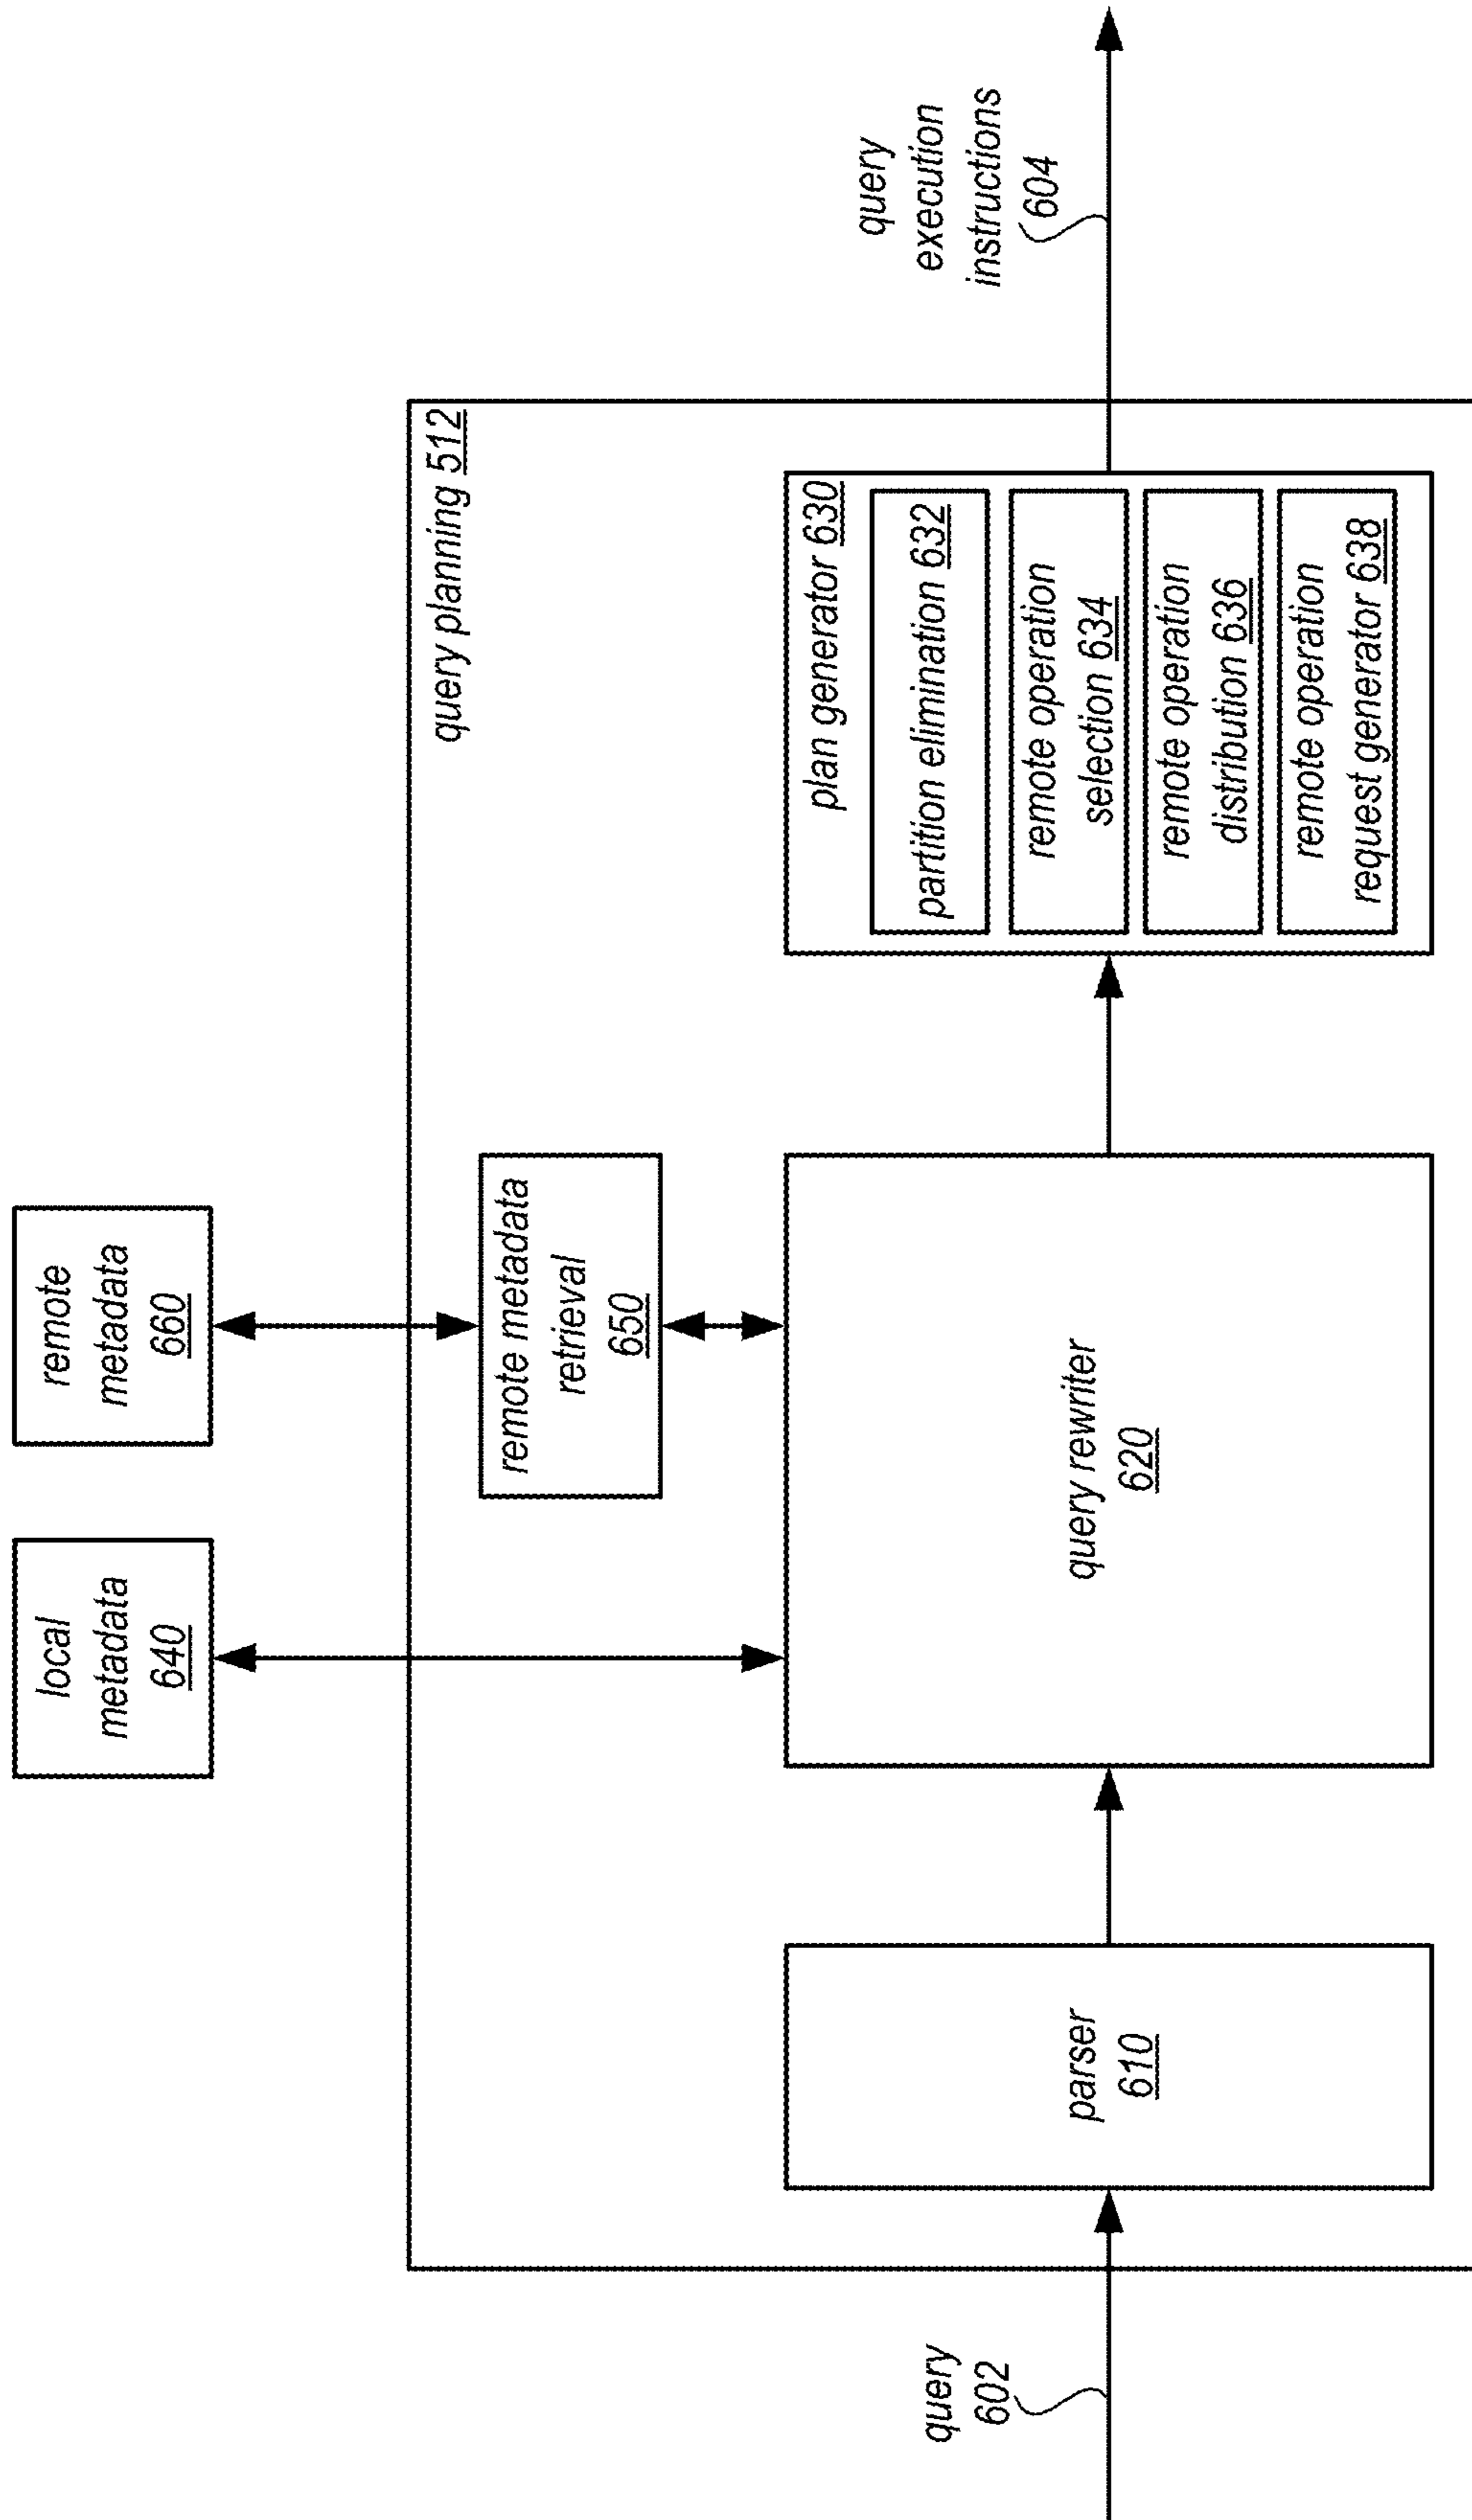 local
metadata
640
remote
metadata
660
query planning 512
remote metadata
retrieval
650
query
602
parser
610
query rewriter
620
plan generator 630
partition elimination 632
remote operation
selection 634
remote operation
distribution 636
remote operation
request generator 638
query
execution
instructions
604